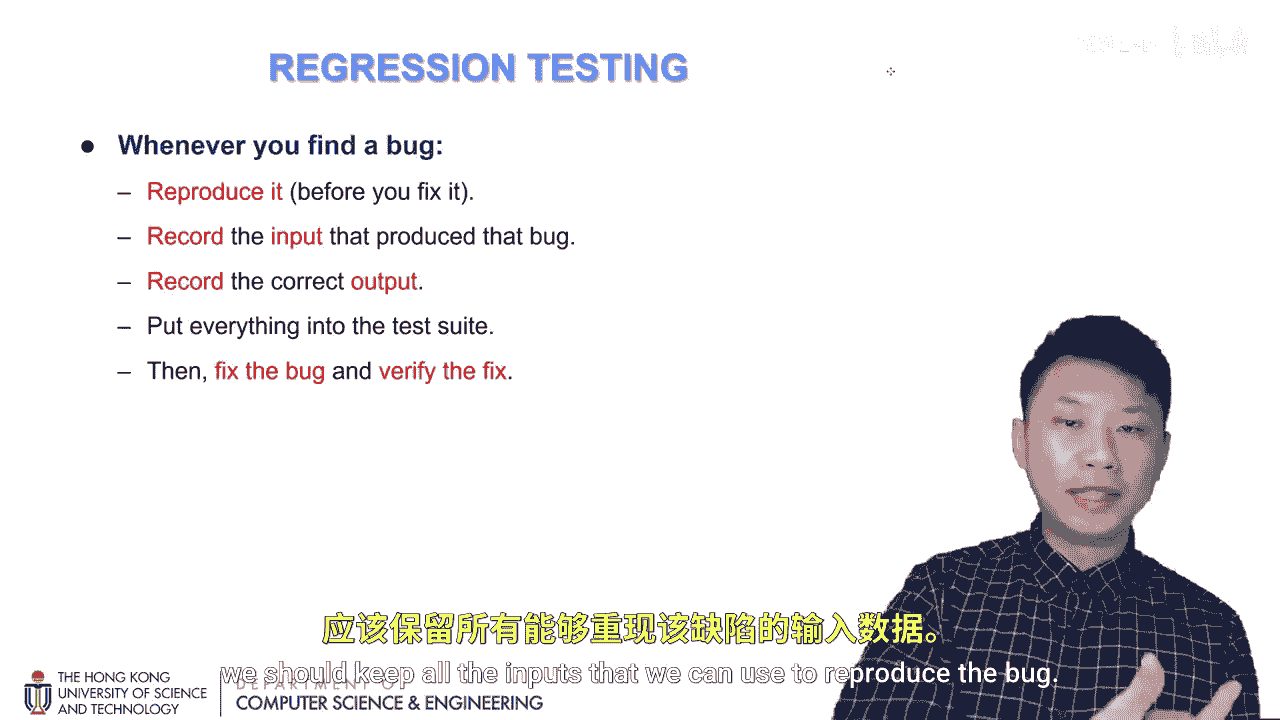 REGRESSION TESTING
● Whenever you find a bug:
– Reproduce it (before you fix it).
– Record the input that produced that bug.
– Record the correct output.
– Put everything into the test suite.
– Then, fix the bug and verify the fix.
应该保留所有能够重现该缺陷的输入数据。
we should keep all the inputs that we can use to reproduce the bug.
THE HONG KONG
UNIVERSITY OF SCIENCE
AND TECHNOLOGY
DEPARTMENT OF
COMPUTER SCIENCE & ENGINEERING